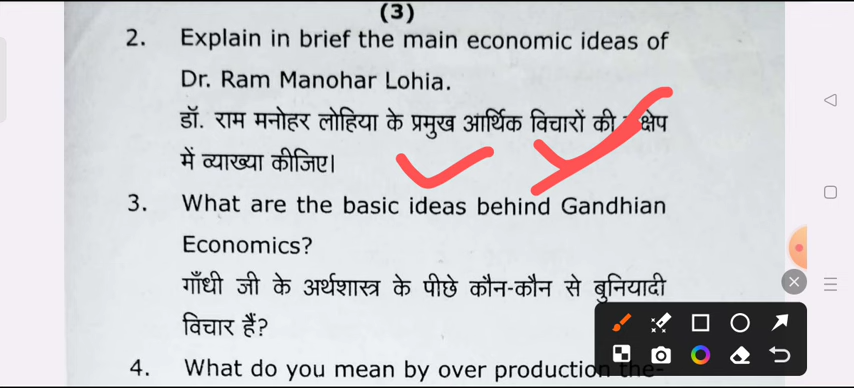 (3)
2. Explain in brief the main economic ideas of
Dr. Ram Manohar Lohia.
डॉ. राम मनोहर लोहिया के प्रमुख आर्थिक विचारों की
में व्याख्या कीजिए।
3. What are the basic ideas behind Gandhian
Economics?
गाँधी जी के अर्थशास्त्र के पीछे कौन-कौन से बुनियादी
विचार हैं?
4. What do you mean by over production the-